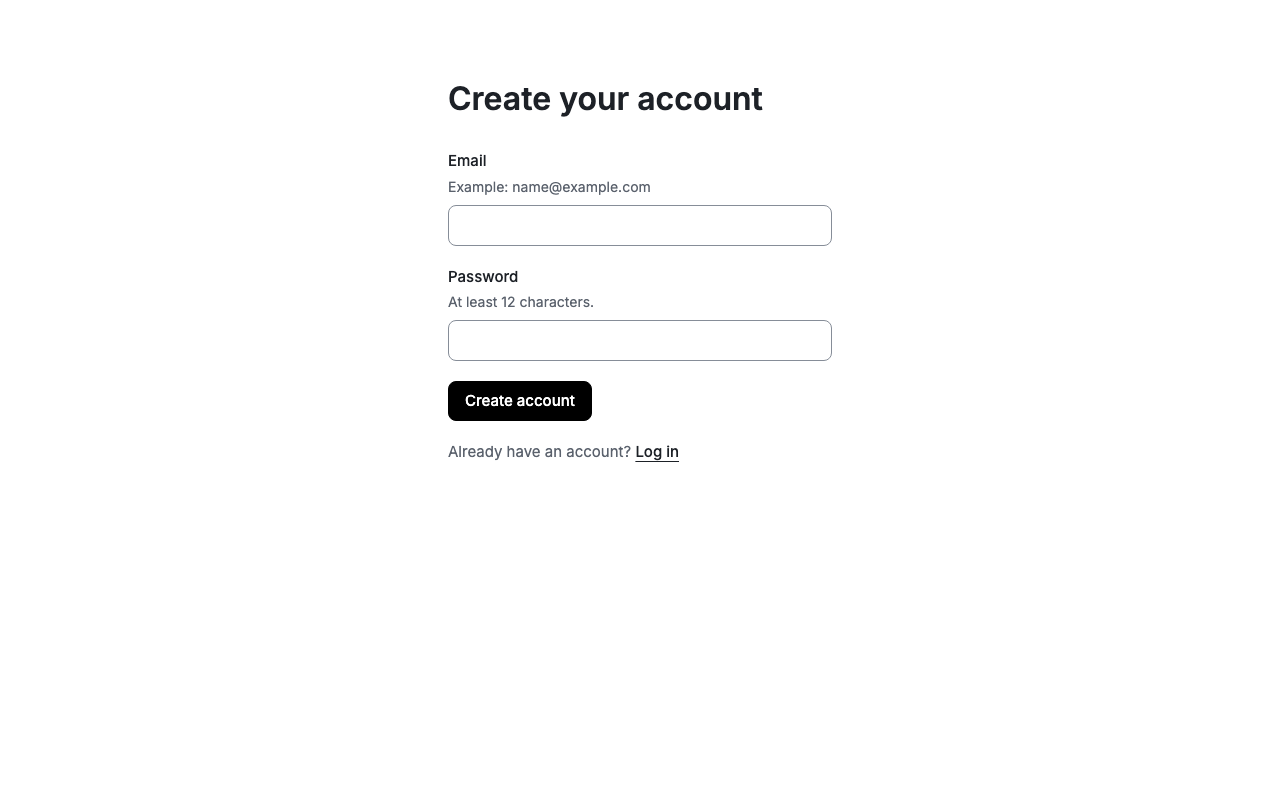 Create your account
Email
Example: name@example.com
Password
At least 12 characters.
Create account
Already have an account? Log in